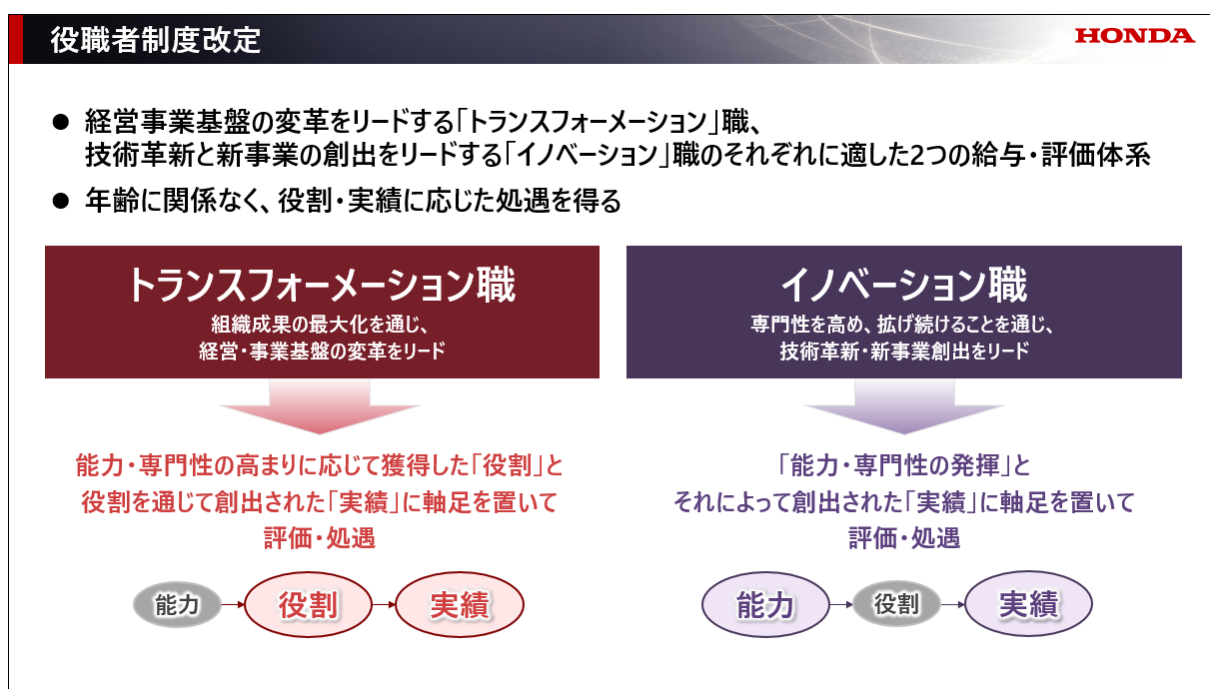 役職者制度改定
HONDA
● 経営事業基盤の変革をリードする「トランスフォーメーション」職、
技術革新と新事業の創出をリードする「イノベーション」職のそれぞれに適した2つの給与・評価体系
● 年齢に関係なく、役割・実績に応じた処遇を得る
トランスフォーメーション職
組織成果の最大化を通じ、
経営・事業基盤の変革をリード
能力・専門性の高まりに応じて獲得した「役割」と
役割を通じて創出された「実績」に軸足を置いて
評価・処遇
能力
役割
実績
イノベーション職
専門性を高め、拡げ続けることを通じ、
技術革新・新事業創出をリード
「能力・専門性の発揮」と
それによって創出された「実績」に軸足を置いて
評価・処遇
能力
役割
実績